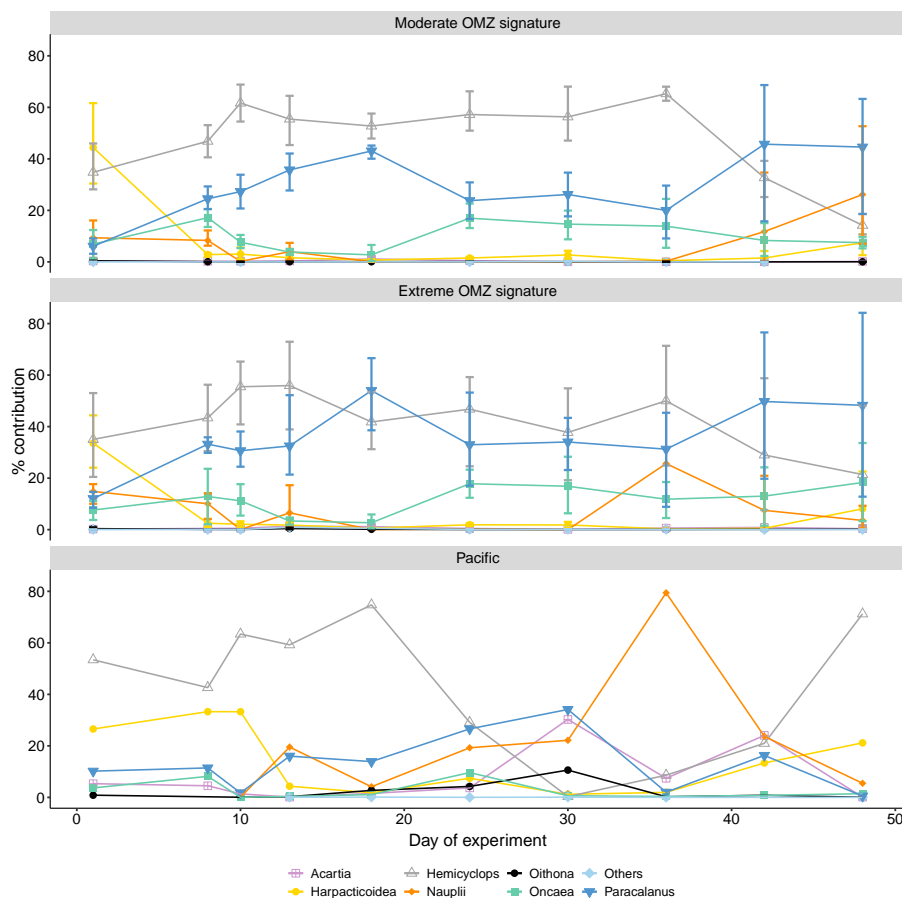 Moderate OMZ signature
80
60
40
20
0
Extreme OMZ signature
80
60
40
20
0
% contribution
Pacific
80
60
40
20
0
0 10 20 30 40 50
Day of experiment
Acartia Hemicyclops Oithona Others
Harpacticoidea Nauplii Oncaea Paracalanus